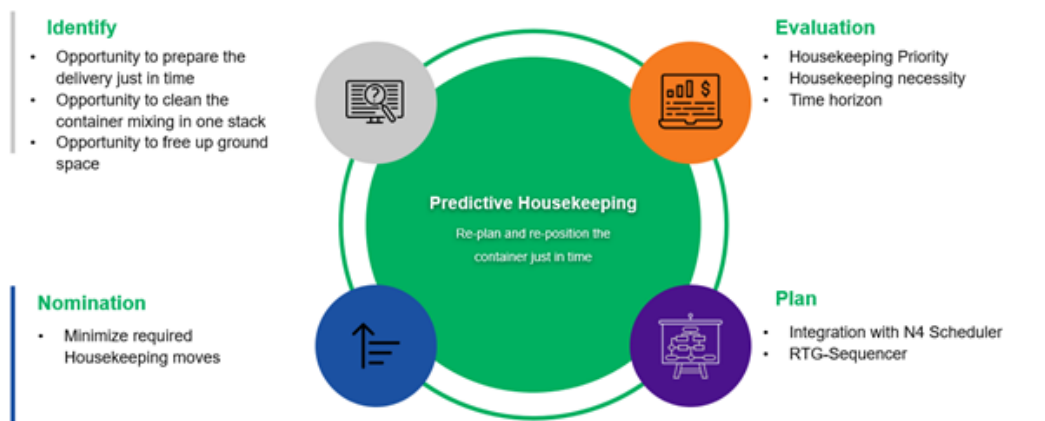 Identify
• Opportunity to prepare the
delivery just in time
• Opportunity to clean the
container mixing in one stack
• Opportunity to free up ground
space
Evaluation
• Housekeeping Priority
• Housekeeping necessity
• Time horizon
?
$
Predictive Housekeeping
Re-plan and re-position the
container just in time
Nomination
• Minimize required
Housekeeping moves
Plan
• Integration with N4 Scheduler
• RTG-Sequencer